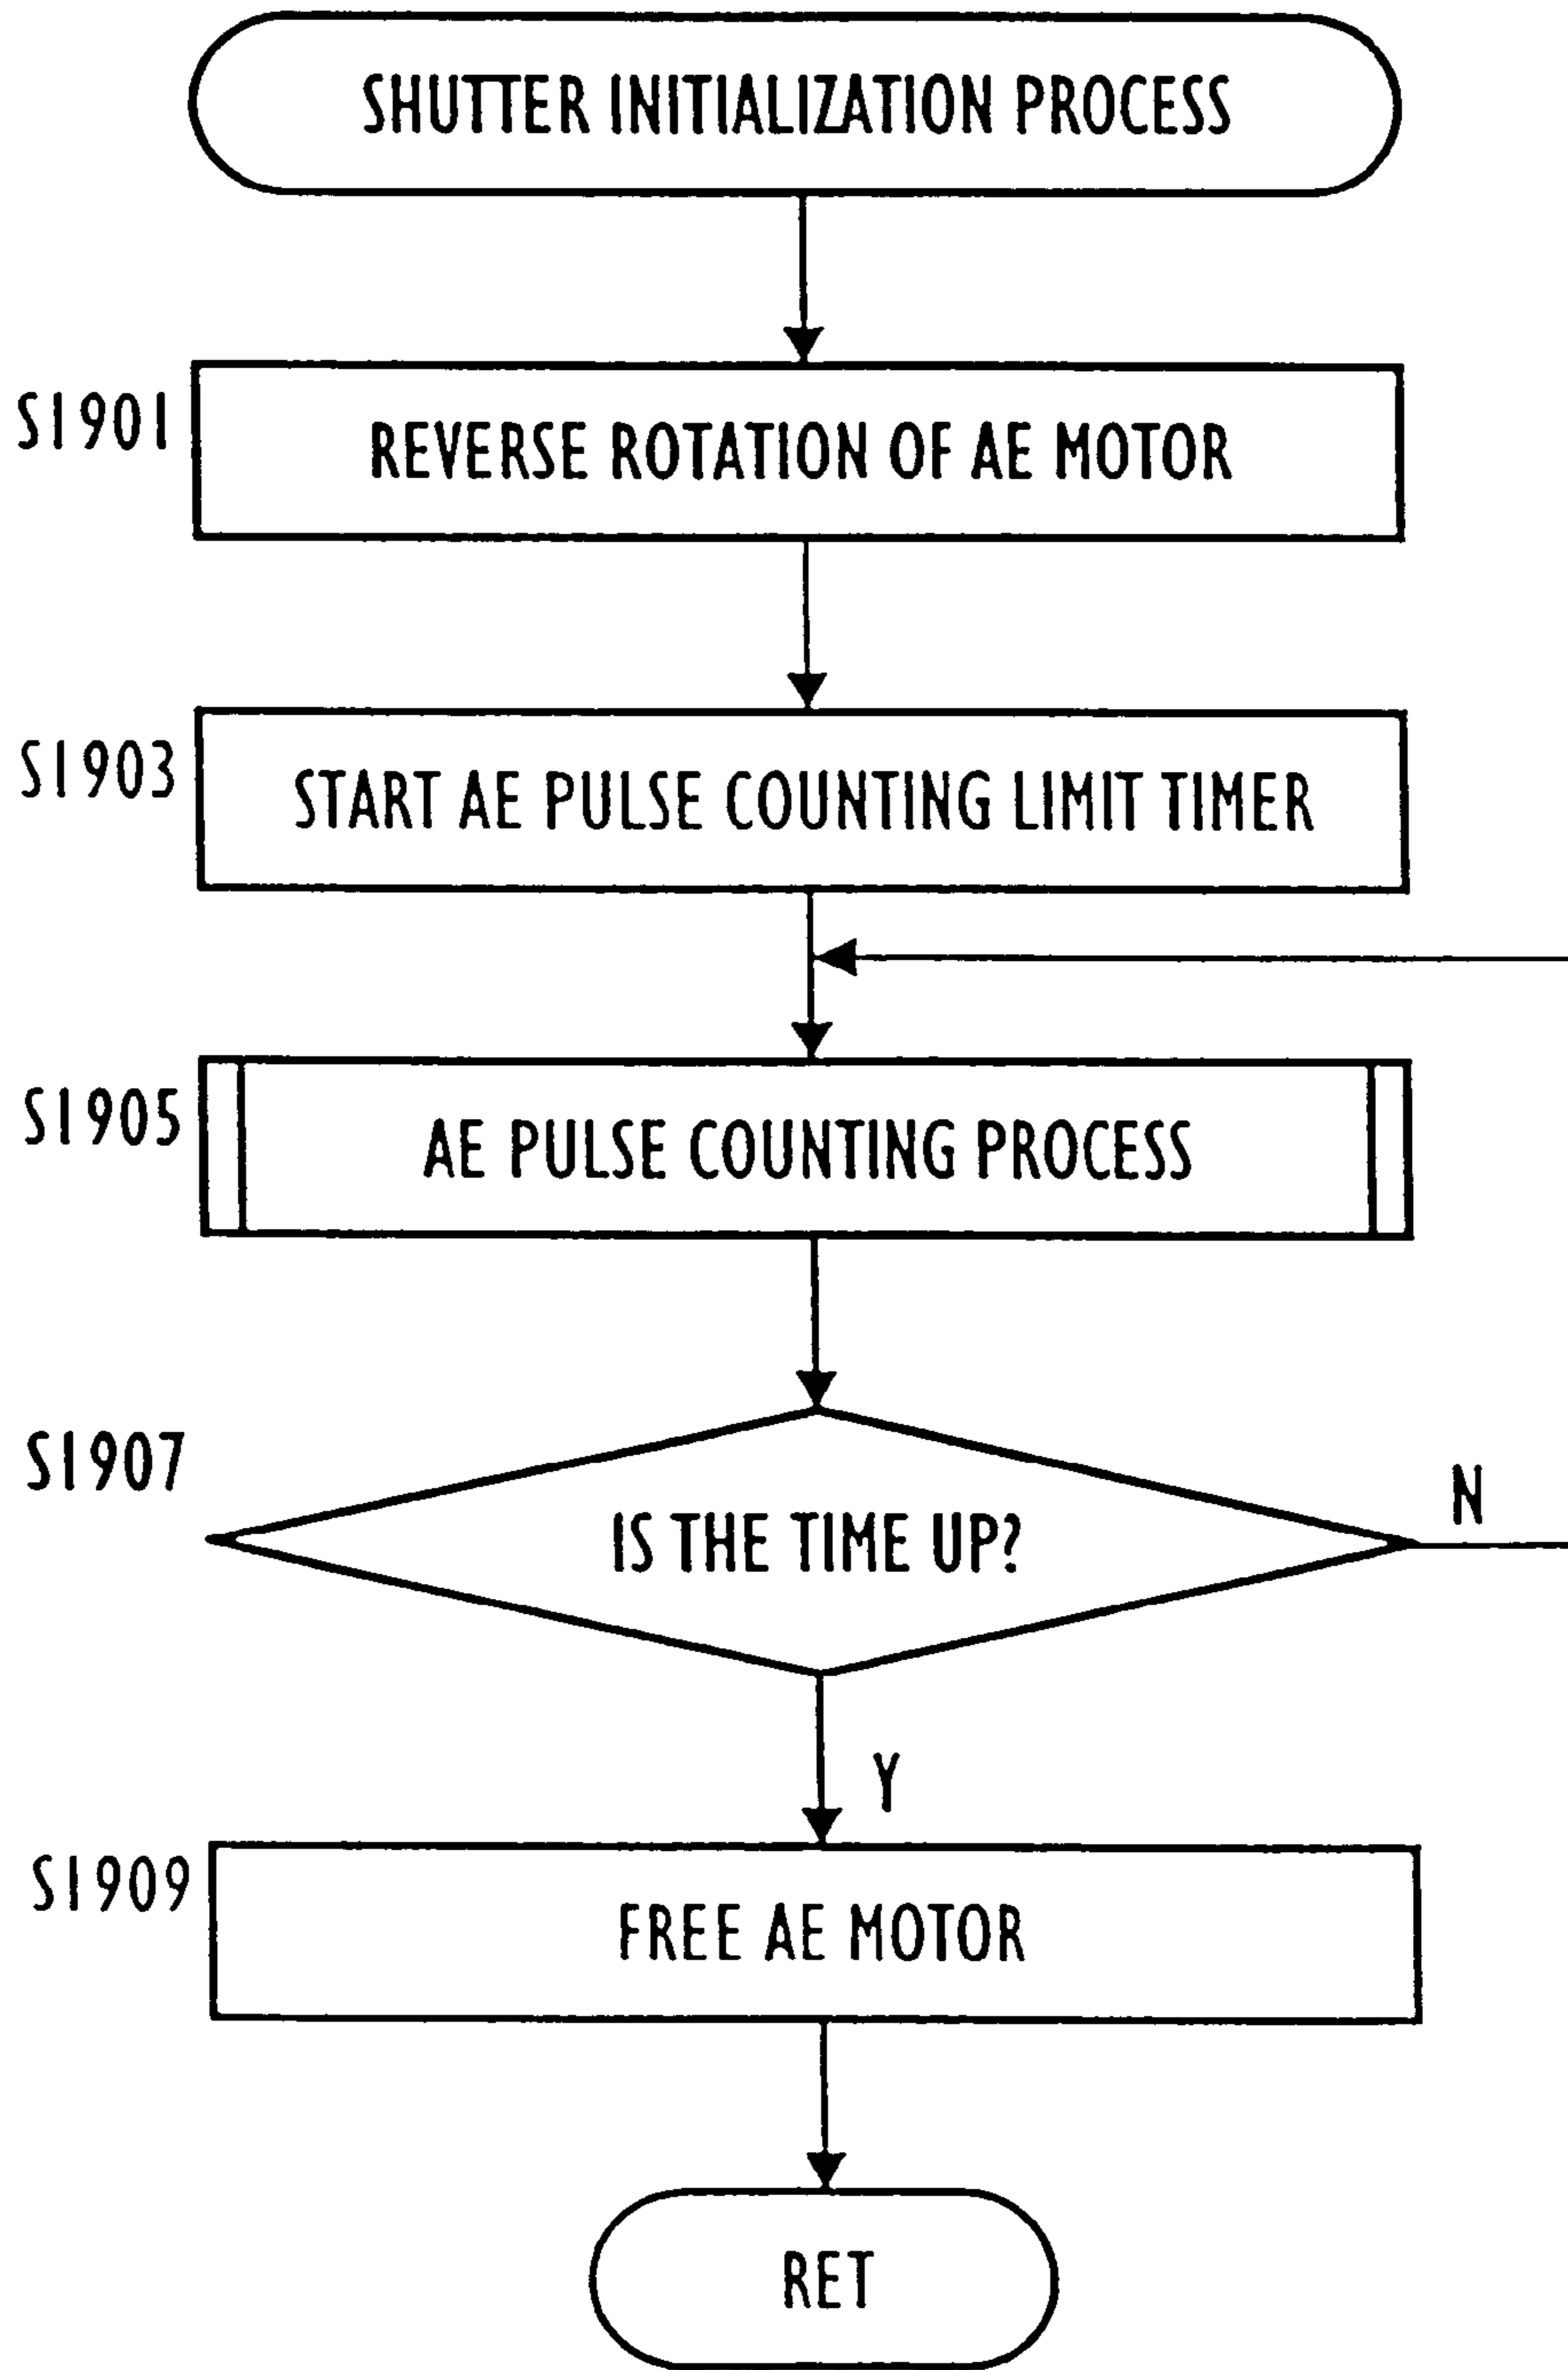 SHUTTER INITIALIZATION PROCESS
S1901
REVERSE ROTATION OF AE MOTOR
S1903
START AE PULSE COUNTING LIMIT TIMER
S1905
AE PULSE COUNTING PROCESS
S1907
IS THE TIME UP?
N
Y
S1909
FREE AE MOTOR
RET